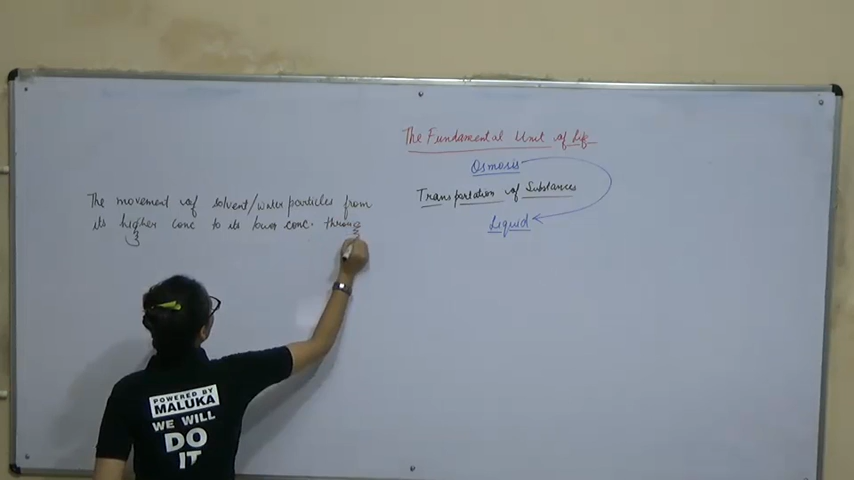 The Fundamental Unit of Life
Osmosis
Transportation of Substances
Liquid
The movement of solvent/water particles from
its higher conc to its lower conc. throug
POWERED BY
MALUKA
WE WILL
DO
IT